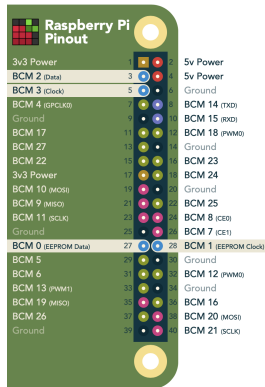 Raspberry Pi
Pinout
3v3 Power 1 2 5v Power
BCM 2 (Data) 3 4 5v Power
BCM 3 (Clock) 5 6 Ground
BCM 4 (GPCLK0) 7 8 BCM 14 (TXD)
Ground 9 10 BCM 15 (RXD)
BCM 17 11 12 BCM 18 (PWM0)
BCM 27 13 14 Ground
BCM 22 15 16 BCM 23
3v3 Power 17 18 BCM 24
BCM 10 (MOSI) 19 20 Ground
BCM 9 (MISO) 21 22 BCM 25
BCM 11 (SCLK) 23 24 BCM 8 (CE0)
Ground 25 26 BCM 7 (CE1)
BCM 0 (EEPROM Data) 27 28 BCM 1 (EEPROM Clock)
BCM 5 29 30 Ground
BCM 6 31 32 BCM 12 (PWM0)
BCM 13 (PWM1) 33 34 Ground
BCM 19 (MISO) 35 36 BCM 16
BCM 26 37 38 BCM 20 (MOSI)
Ground 39 40 BCM 21 (SCLK)